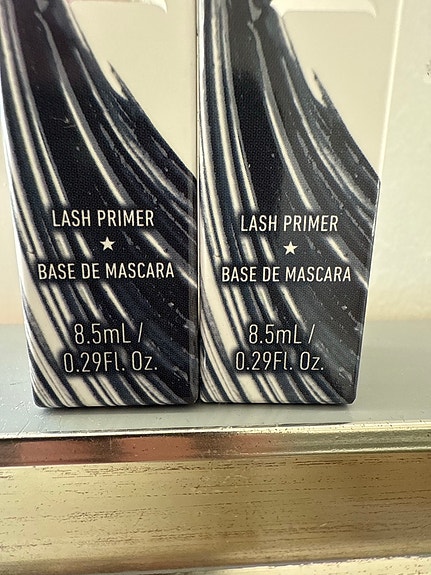 LASH PRIMER
★
BASE DE MASCARA
8.5mL /
0.29Fl. Oz.
LASH PRIMER
★
BASE DE MASCARA
8.5mL /
0.29Fl. Oz.